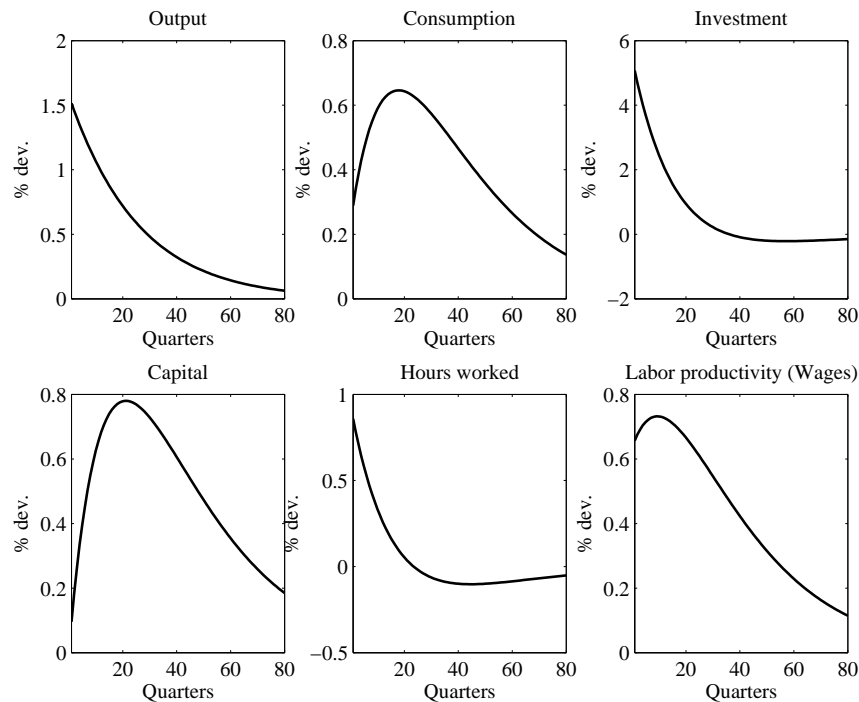 Output
Consumption
Investment
2
1.5
1
0.5
0
% dev.
20 40 60 80
Quarters
0.8
0.6
0.4
0.2
0
% dev.
20 40 60 80
Quarters
6
4
2
0
−2
% dev.
20 40 60 80
Quarters
Capital
Hours worked
Labor productivity (Wages)
0.8
0.6
0.4
0.2
0
% dev.
20 40 60 80
Quarters
1
0.5
0
−0.5
% dev.
20 40 60 80
Quarters
0.8
0.6
0.4
0.2
0
% dev.
20 40 60 80
Quarters